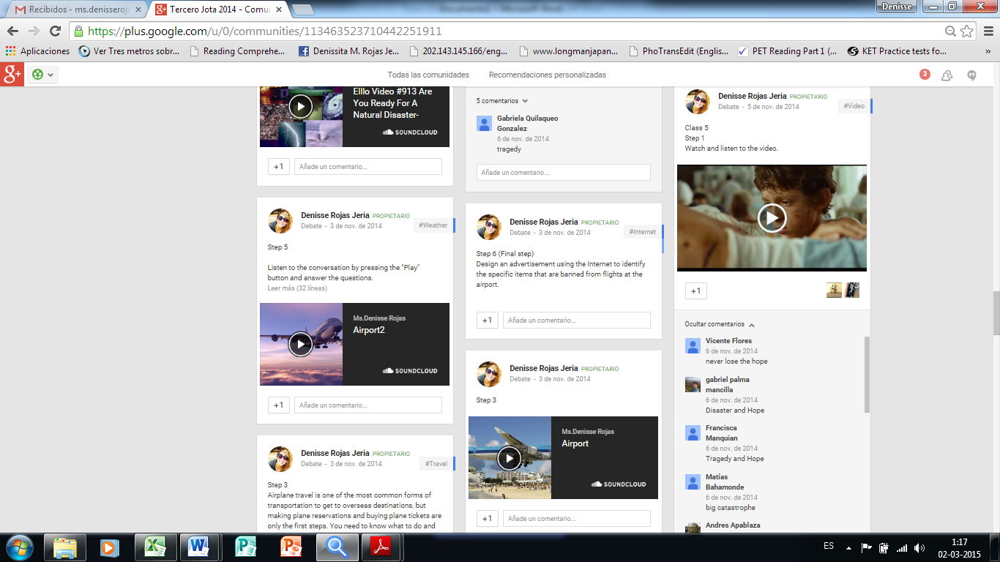 Recibidos - ms.denisseroj
Tercero Jota 2014 - Comu
Denisse
https://plus.google.com/u/0/communities/113463523710442251911
Aplicaciones
Ver Tres metros sobr...
Reading Comprehe...
Denissita M. Rojas Je...
202.143.145.166/eng...
www.longmanjapan...
PhoTransEdit (Englis...
PET Reading Part 1 (...
KET Practice tests fo...
»
g+
Todas las comunidades
Recomendaciones personalizadas
3
Elllo Video #913 Are
You Ready For A
Natural Disaster-
SOUNDCLOUD
+1
Añade un comentario...
Denisse Rojas Jeria PROPIETARIO
Debate - 3 de nov. de 2014
#Weather
Step 5
Listen to the conversation by pressing the "Play"
button and answer the questions.
Leer más (32 líneas)
Ms.Denisse Rojas
Airport2
SOUNDCLOUD
+1
Añade un comentario...
Denisse Rojas Jeria PROPIETARIO
Debate - 3 de nov. de 2014
#Travel
Step 3
Airplane travel is one of the most common forms of
transportation to get to overseas destinations, but
making plane reservations and buying plane tickets are
only the first steps. You need to know what to do and
5 comentarios
Gabriela Quilaqueo
Gonzalez
6 de nov. de 2014
tragedy
Añade un comentario...
Denisse Rojas Jeria PROPIETARIO
Debate - 3 de nov. de 2014
#Internet
Step 6 (Final step)
Design an advertisement using the Internet to identify
the specific items that are banned from flights at the
airport.
+1
Añade un comentario...
Denisse Rojas Jeria PROPIETARIO
Debate - 3 de nov. de 2014
Step 3
Ms.Denisse Rojas
Airport
SOUNDCLOUD
+1
Añade un comentario...
Denisse Rojas Jeria PROPIETARIO
Debate - 5 de nov. de 2014
#Video
Class 5
Step 1
Watch and listen to the video.
+1
Ocultar comentarios
Vicente Flores
6 de nov. de 2014
never lose the hope
gabriel palma
mancilla
6 de nov. de 2014
Disaster and Hope
Francisca
Manquian
6 de nov. de 2014
Tragedy and Hope
Matías
Bahamonde
6 de nov. de 2014
big catastrophe
Andres Apablaza
ES
1:17
02-03-2015